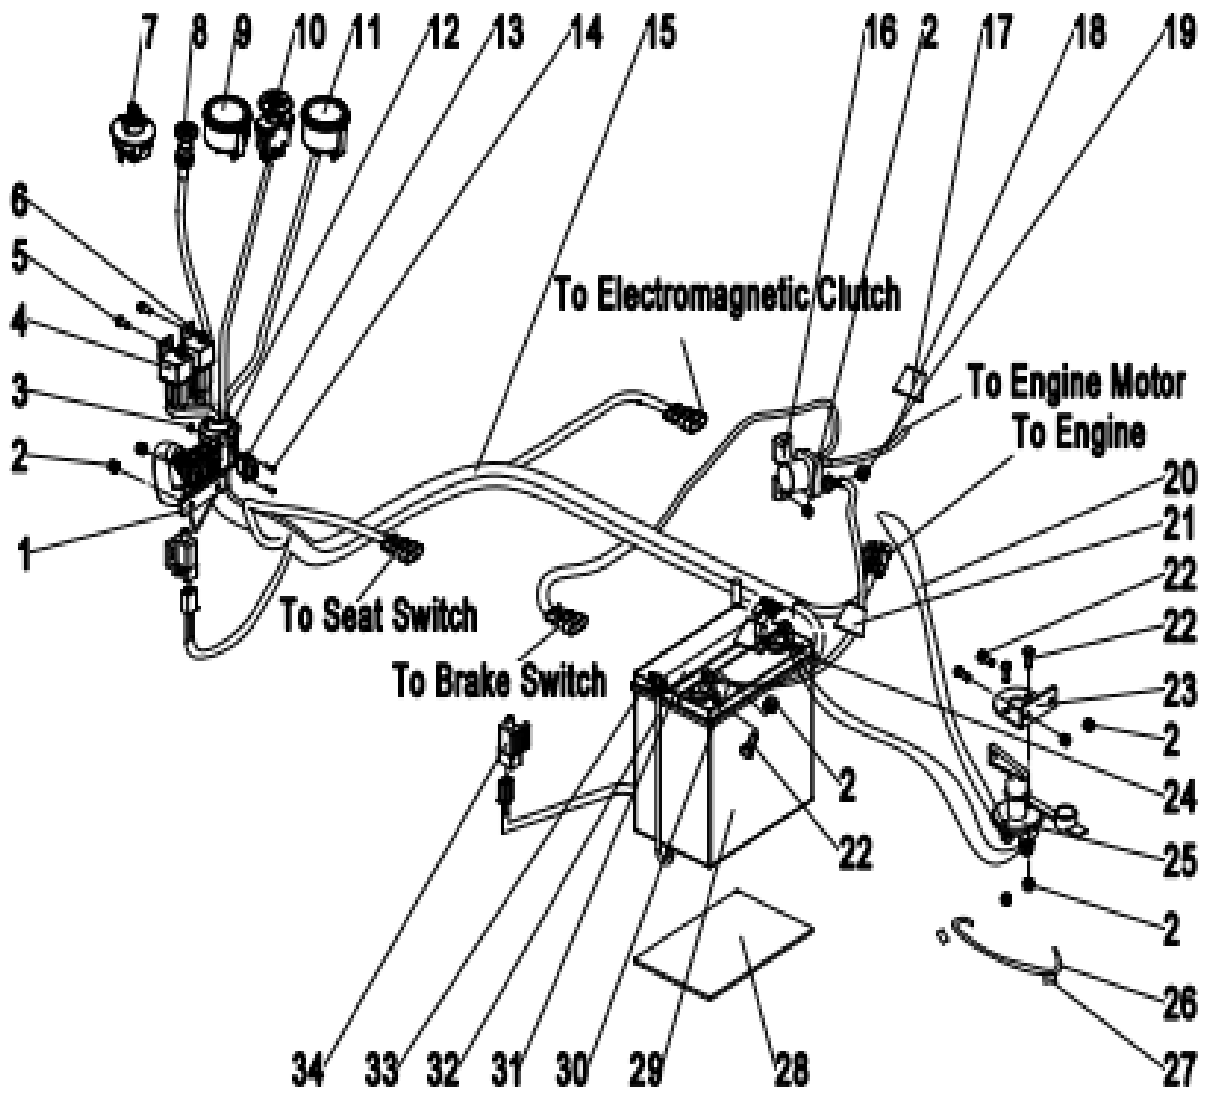 7 8 9 10 11 12 13 14 15 16 2 17 18 19
6
5
To Electromagnetic Clutch
4
To Engine Motor
3
To Engine
2
20
21
1
22
To Seat Switch
22
To Brake Switch
23
2
2
24
22
25
2
26
34 33 32 31 30 29 28 27